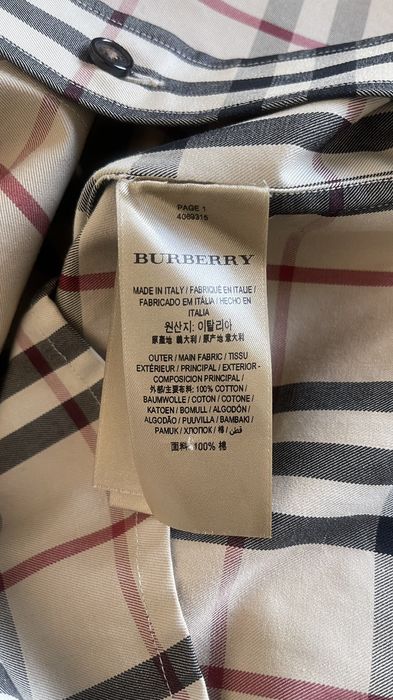 PAGE 1
4069315
BURBERRY
MADE IN ITALY / FABRIQUÉ EN ITALIE /
FABRICADO EM ITÁLIA / HECHO EN
ITALIA
원산지: 이탈리아
原產地 義大利 / 原产地 意大利
OUTER / MAIN FABRIC / TISSU
EXTÉRIEUR / PRINCIPAL / EXTERIOR -
COMPOSICIÓN PRINCIPAL /
外部/主要布料: 100% COTTON /
BAUMWOLLE / COTON / COTONE /
KATOEN / BOMULL / ALGODÓN /
ALGODÃO / PUUVILLA / BAMBAKI /
PAMUK / ХЛОПОК / 棉 / قطن /
面料: 100% 棉